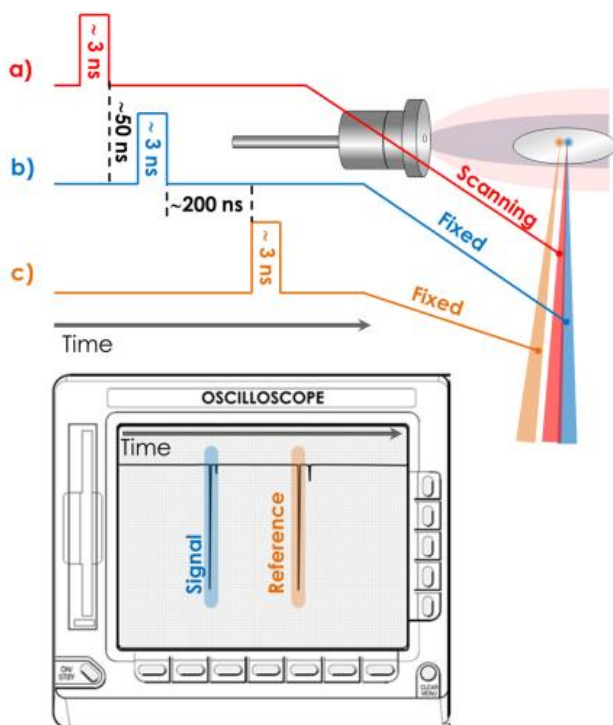 a)
~ 3 ns
~50 ns
b)
~ 3 ns
~200 ns
c)
~ 3 ns
Scanning
Fixed
Fixed
Time
OSCILLOSCOPE
Time
Signal
Reference
ON/
STBY
CLEAR
MENU